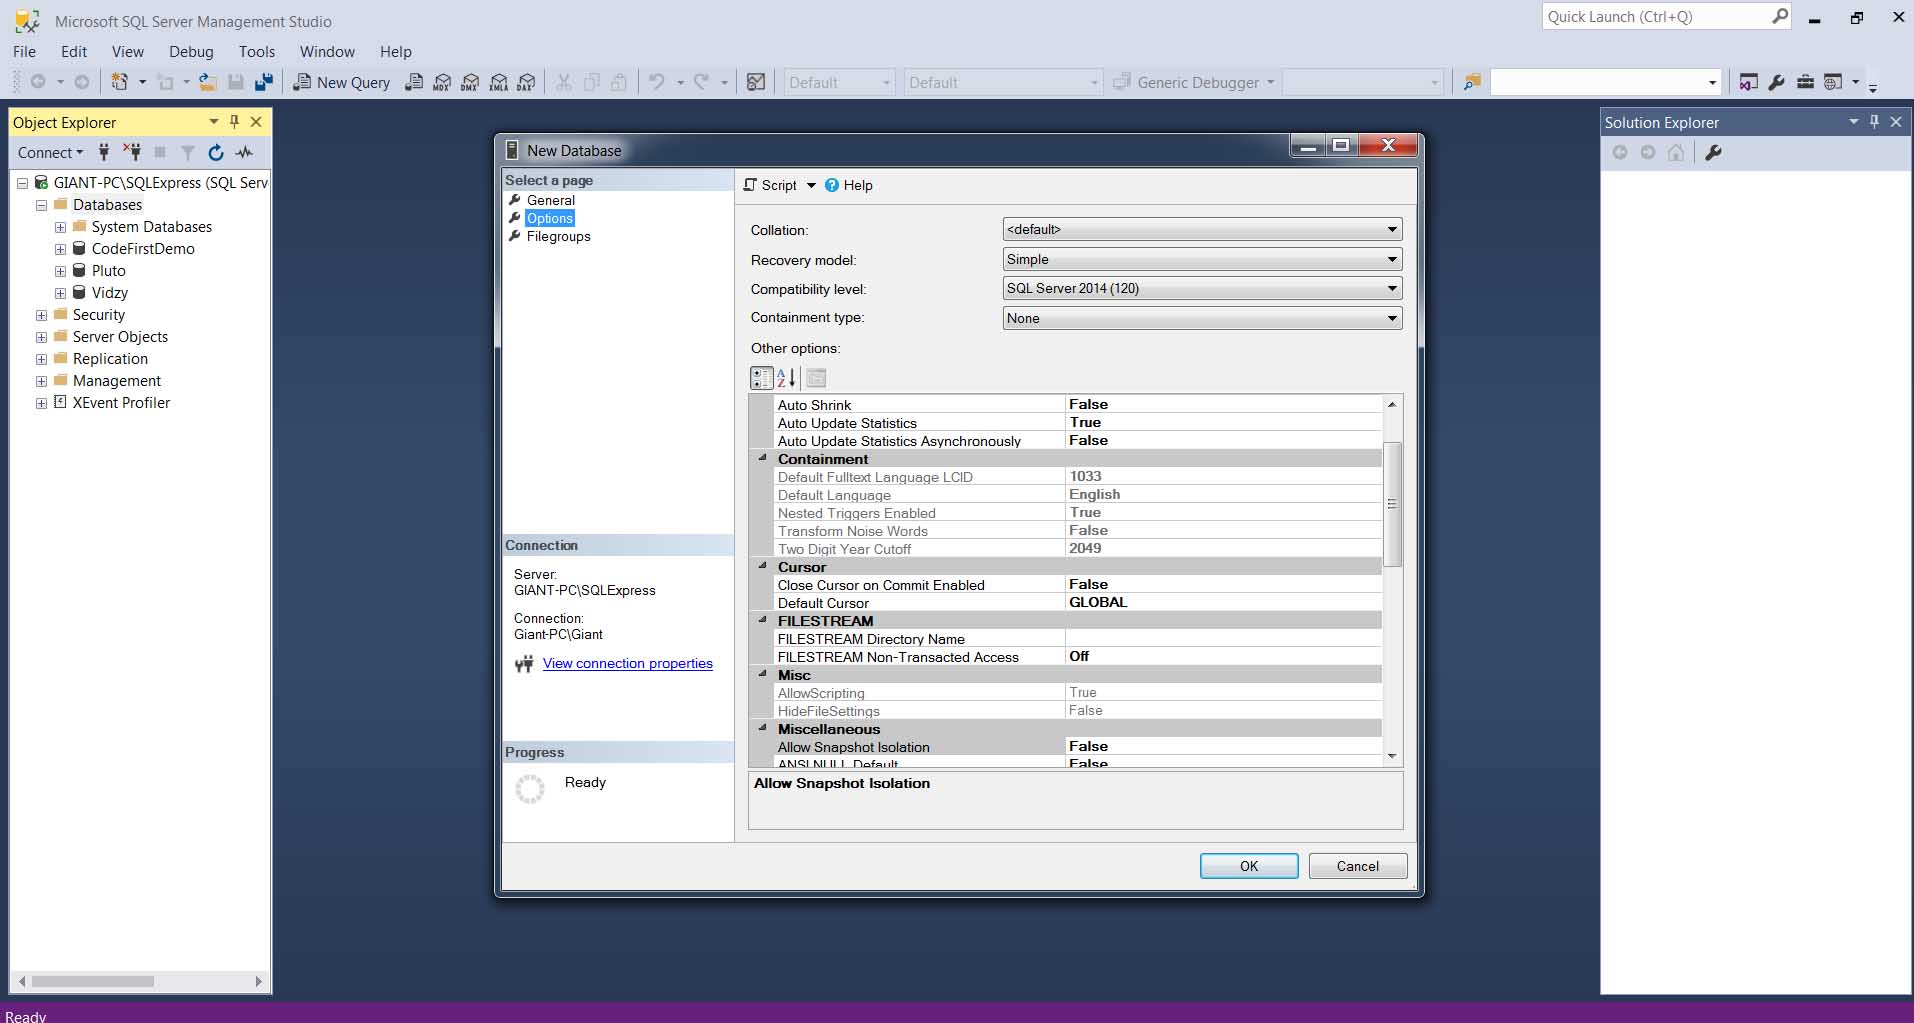 Microsoft SQL Server Management Studio
Quick Launch (Ctrl+Q)
File Edit View Debug Tools Window Help
New Query MDX DMX XMLA DAX Default Default Generic Debugger
Object Explorer
Connect
GIANT-PC\SQLExpress (SQL Serv
Databases
System Databases
CodeFirstDemo
Pluto
Vidzy
Security
Server Objects
Replication
Management
XEvent Profiler
New Database
Select a page
General
Options
Filegroups
Connection
Server:
GIANT-PC\SQLExpress
Connection:
Giant-PC\Giant
View connection properties
Progress
Ready
Script Help
Collation: <default>
Recovery model: Simple
Compatibility level: SQL Server 2014 (120)
Containment type: None
Other options:
Auto Shrink False
Auto Update Statistics True
Auto Update Statistics Asynchronously False
Containment
Default Fulltext Language LCID 1033
Default Language English
Nested Triggers Enabled True
Transform Noise Words False
Two Digit Year Cutoff 2049
Cursor
Close Cursor on Commit Enabled False
Default Cursor GLOBAL
FILESTREAM
FILESTREAM Directory Name
FILESTREAM Non-Transacted Access Off
Misc
AllowScripting True
HideFileSettings False
Miscellaneous
Allow Snapshot Isolation False
ANSI NULL Default False
Allow Snapshot Isolation
OK Cancel
Solution Explorer
Ready